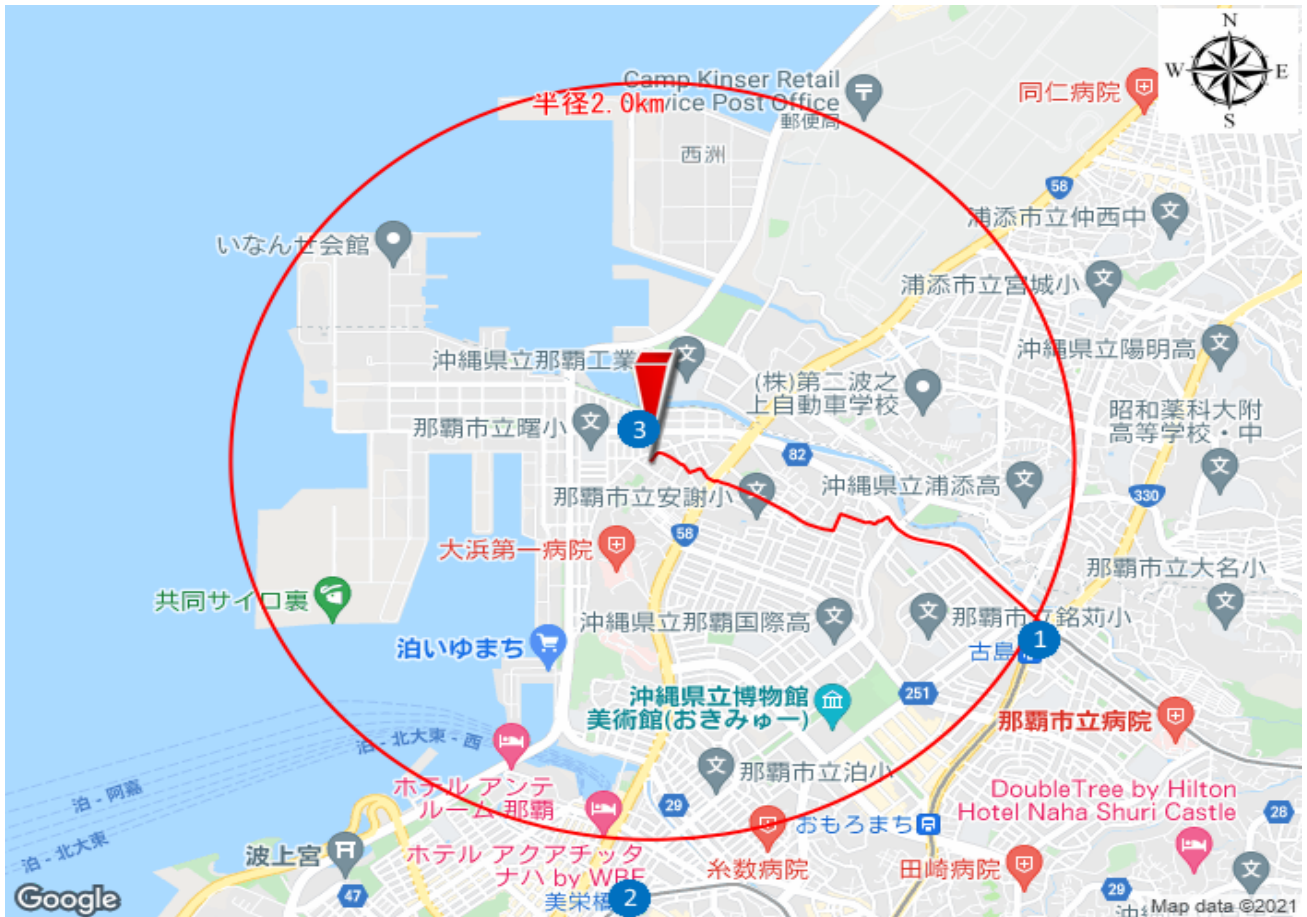 N
W
E
S
Camp Kinser Retail
vice Post Office
郵便局
半径2.0km
同仁病院
西洲
58
浦添市立仲西中
いなんせ会館
浦添市立宮城小
沖縄県立那覇工業
沖縄県立陽明高
(株)第二波之
上自動車学校
昭和薬科大附
高等学校・中
那覇市立曙小
3
82
沖縄県立浦添高
330
那覇市立安謝小
58
大浜第一病院
那覇市立大名小
共同サイロ裏
沖縄県立那覇国際高
那覇市立銘苅小
1
泊いゆまち
古島
沖縄県立博物館
美術館(おきみゅー)
251
那覇市立病院
泊-北大東-西
那覇市立泊小
ホテル アンテ
ルーム 那覇
泊-阿嘉
29
DoubleTree by Hilton
Hotel Naha Shuri Castle
28
おもろまち
泊-北大東
波上宮
ホテル アクアチッタ
ナハ by WBF
糸数病院
田崎病院
47
美栄橋
2
29
Google
Map data ©2021